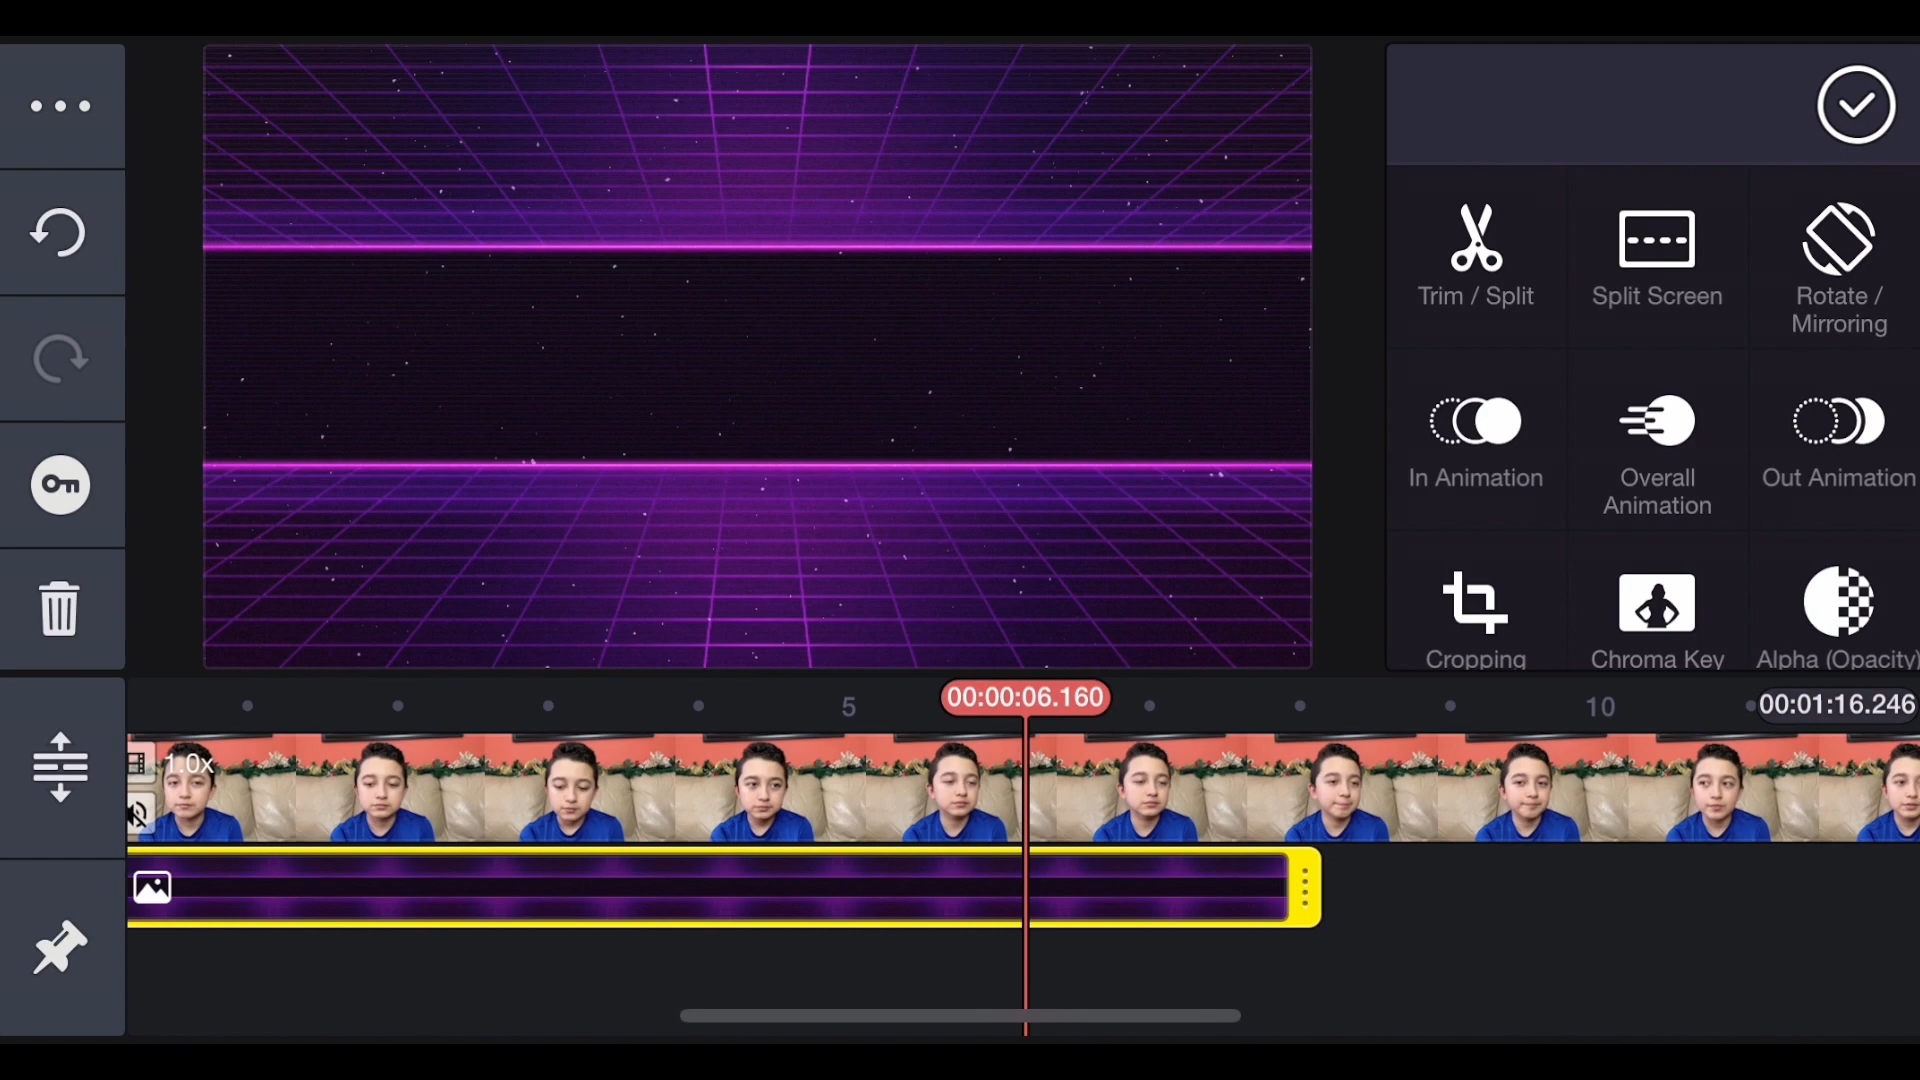 Trim / Split
Split Screen
Rotate /
Mirroring
In Animation
Overall
Animation
Out Animation
Cropping
Chroma Key
Alpha (Opacity)
5
00:00:06.160
10
00:01:16.246
1.0x